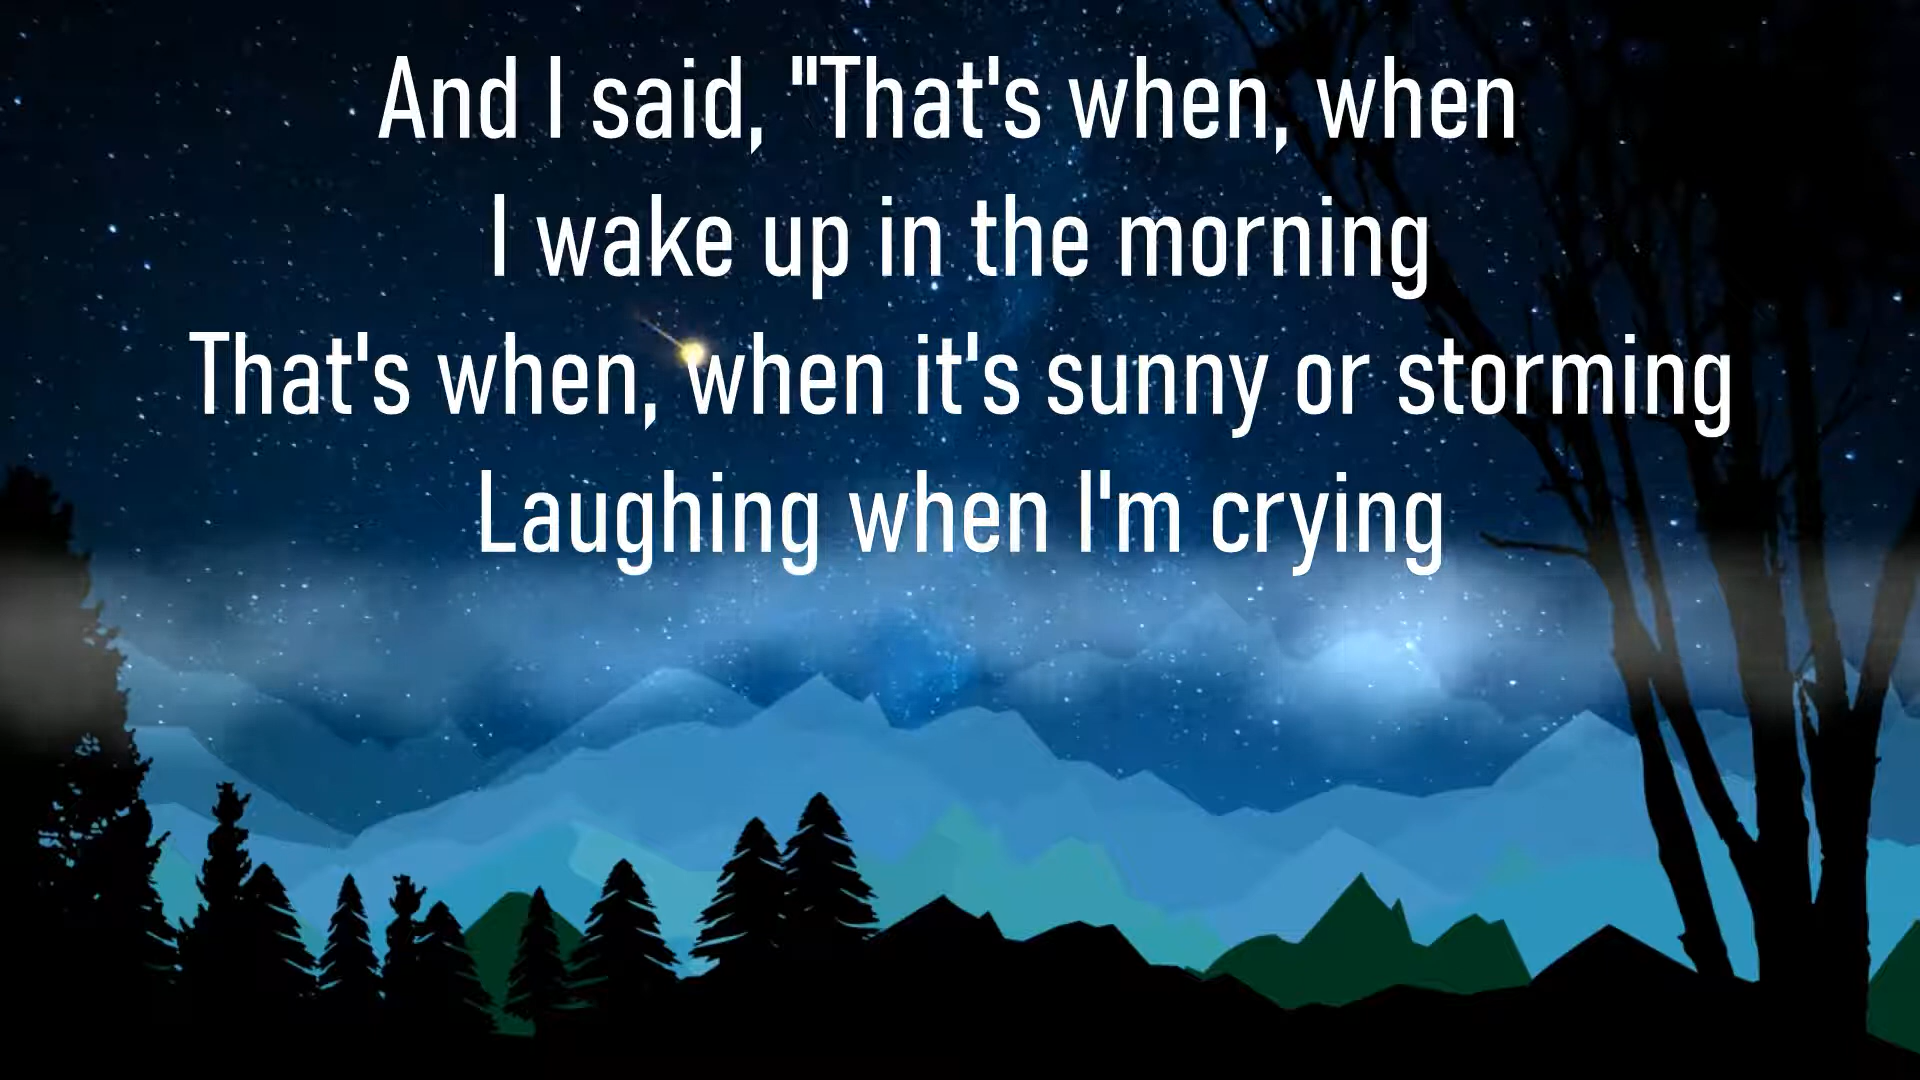 And I said, "That's when, when
I wake up in the morning
That's when, when it's sunny or storming
Laughing when I'm crying